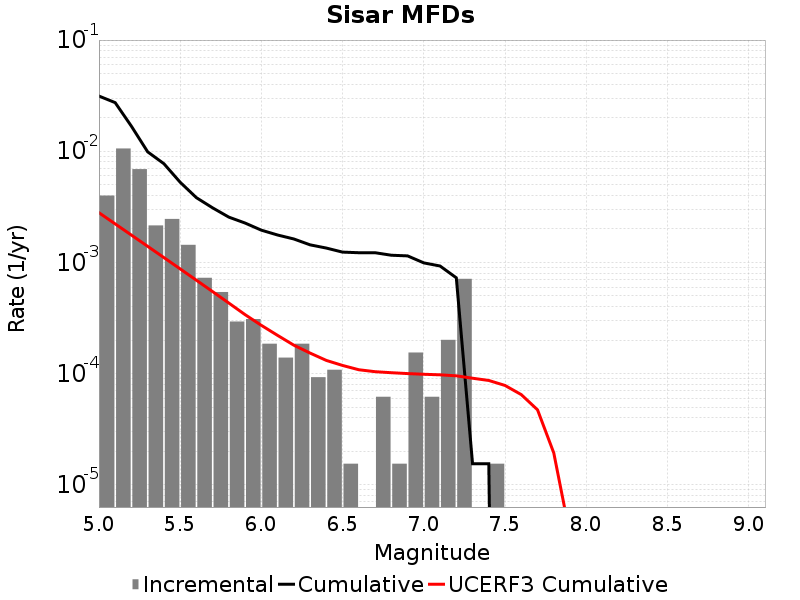 Sisar MFDs
10-1
10-2
10-3
10-4
10-5
Rate (1/yr)
5.0 5.5 6.0 6.5 7.0 7.5 8.0 8.5 9.0
Magnitude
Incremental Cumulative UCERF3 Cumulative